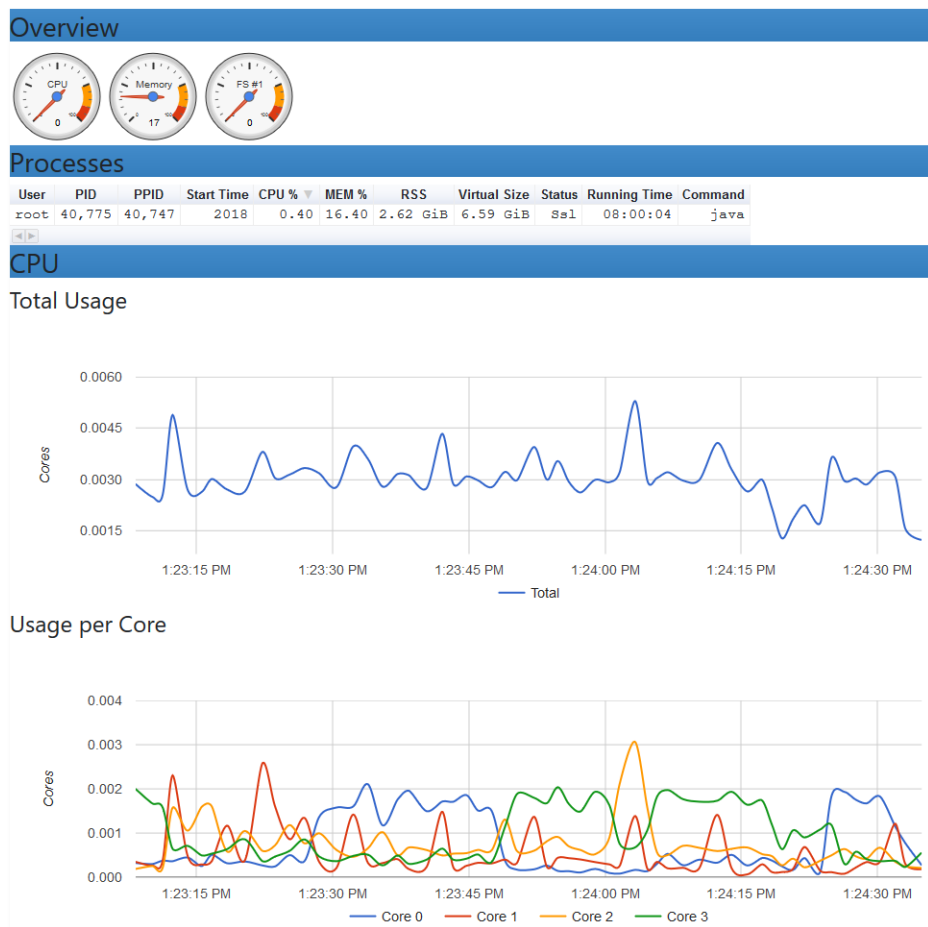 Overview
CPU Memory FS #1
0 17 0
Processes
User PID PPID Start Time CPU % MEM % RSS Virtual Size Status Running Time Command
root 40,775 40,747 2018 0.40 16.40 2.62 GiB 6.59 GiB Ssl 08:00:04 java
CPU
Total Usage
0.0060
0.0045
0.0030
0.0015
Cores
1:23:15 PM 1:23:30 PM 1:23:45 PM 1:24:00 PM 1:24:15 PM 1:24:30 PM
Total
Usage per Core
0.004
0.003
0.002
0.001
0.000
Cores
1:23:15 PM 1:23:30 PM 1:23:45 PM 1:24:00 PM 1:24:15 PM 1:24:30 PM
Core 0 Core 1 Core 2 Core 3